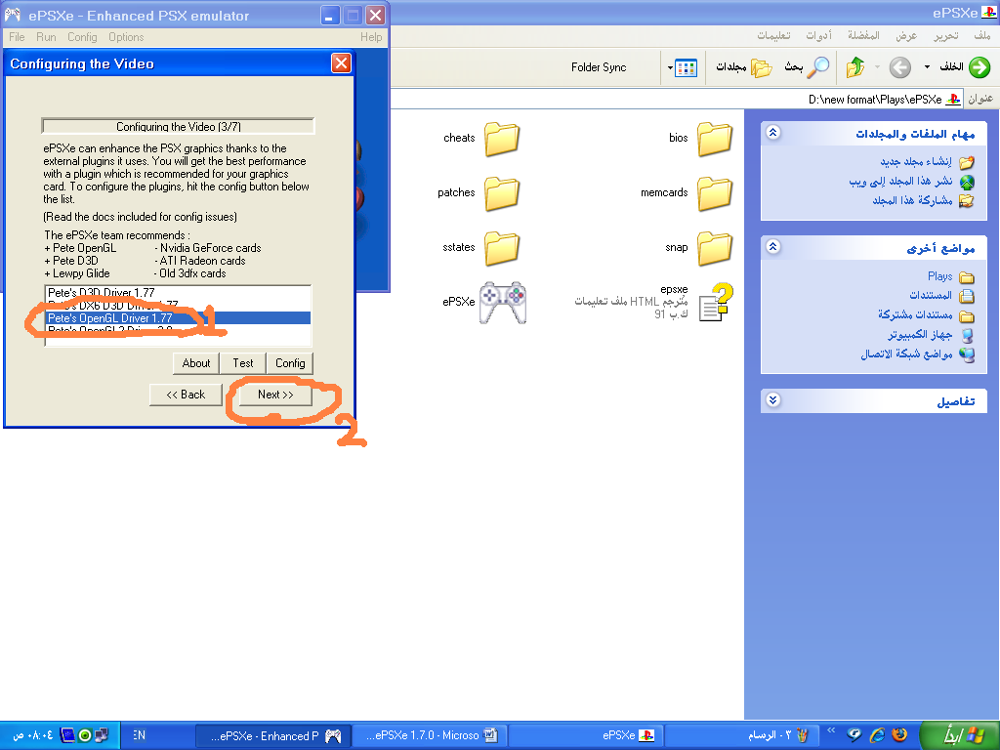 ePSXe - Enhanced PSX emulator
File Run Config Options Help
Configuring the Video
Configuring the Video (3/7)
ePSXe can enhance the PSX graphics thanks to the
external plugins it uses. You will get the best performance
with a plugin which is recommended for your graphics
card. To configure the plugins, hit the config button below
the list.
(Read the docs included for config issues)
The ePSXe team recommends :
+ Pete OpenGL - Nvidia GeForce cards
+ Pete D3D - ATI Radeon cards
+ Lewpy Glide - Old 3dfx cards
Pete's D3D Driver 1.77
Pete's DX6 D3D Driver 1.77
Pete's OpenGL Driver 1.77
1
About Test Config
<< Back Next >>
2
ePSXe
ملف تحرير عرض المفضلة أدوات تعليمات
الخلف بحث مجلدات Folder Sync
عنوان D:\new format\Plays\ePSXe
مهام الملفات والمجلدات
إنشاء مجلد جديد
نشر هذا المجلد إلى ويب
مشاركة هذا المجلد
مواضع أخرى
Plays
المستندات
مستندات مشتركة
جهاز الكمبيوتر
مواضع شبكة الاتصال
تفاصيل
bios
cheats
memcards
patches
snap
sstates
epsxe
مترجم HTML ملف تعليمات
91 ك.ب
ePSXe
ابدأ
٣ - الرسام
ePSXe
...ePSXe 1.7.0 - Microso
...ePSXe - Enhanced P
EN
٠٨:٠٤ ص